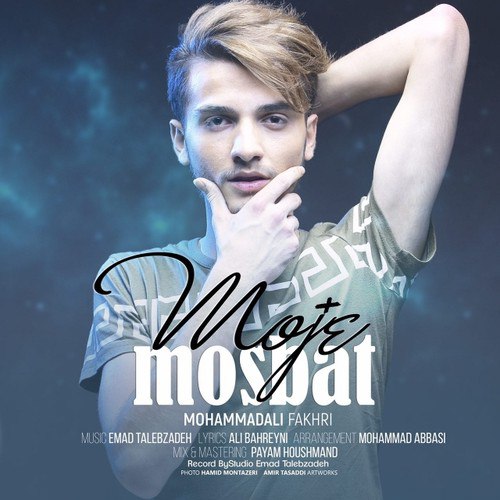 Moje
mosbat
MOHAMMADALI FAKHRI
MUSIC EMAD TALEBZADEH LYRICS ALI BAHREYNI ARRANGEMENT MOHAMMAD ABBASI
MIX & MASTERING PAYAM HOUSHMAND
Record ByStudio Emad Talebzadeh
PHOTO HAMID MONTAZERI AMIR TASADDI ARTWORKS